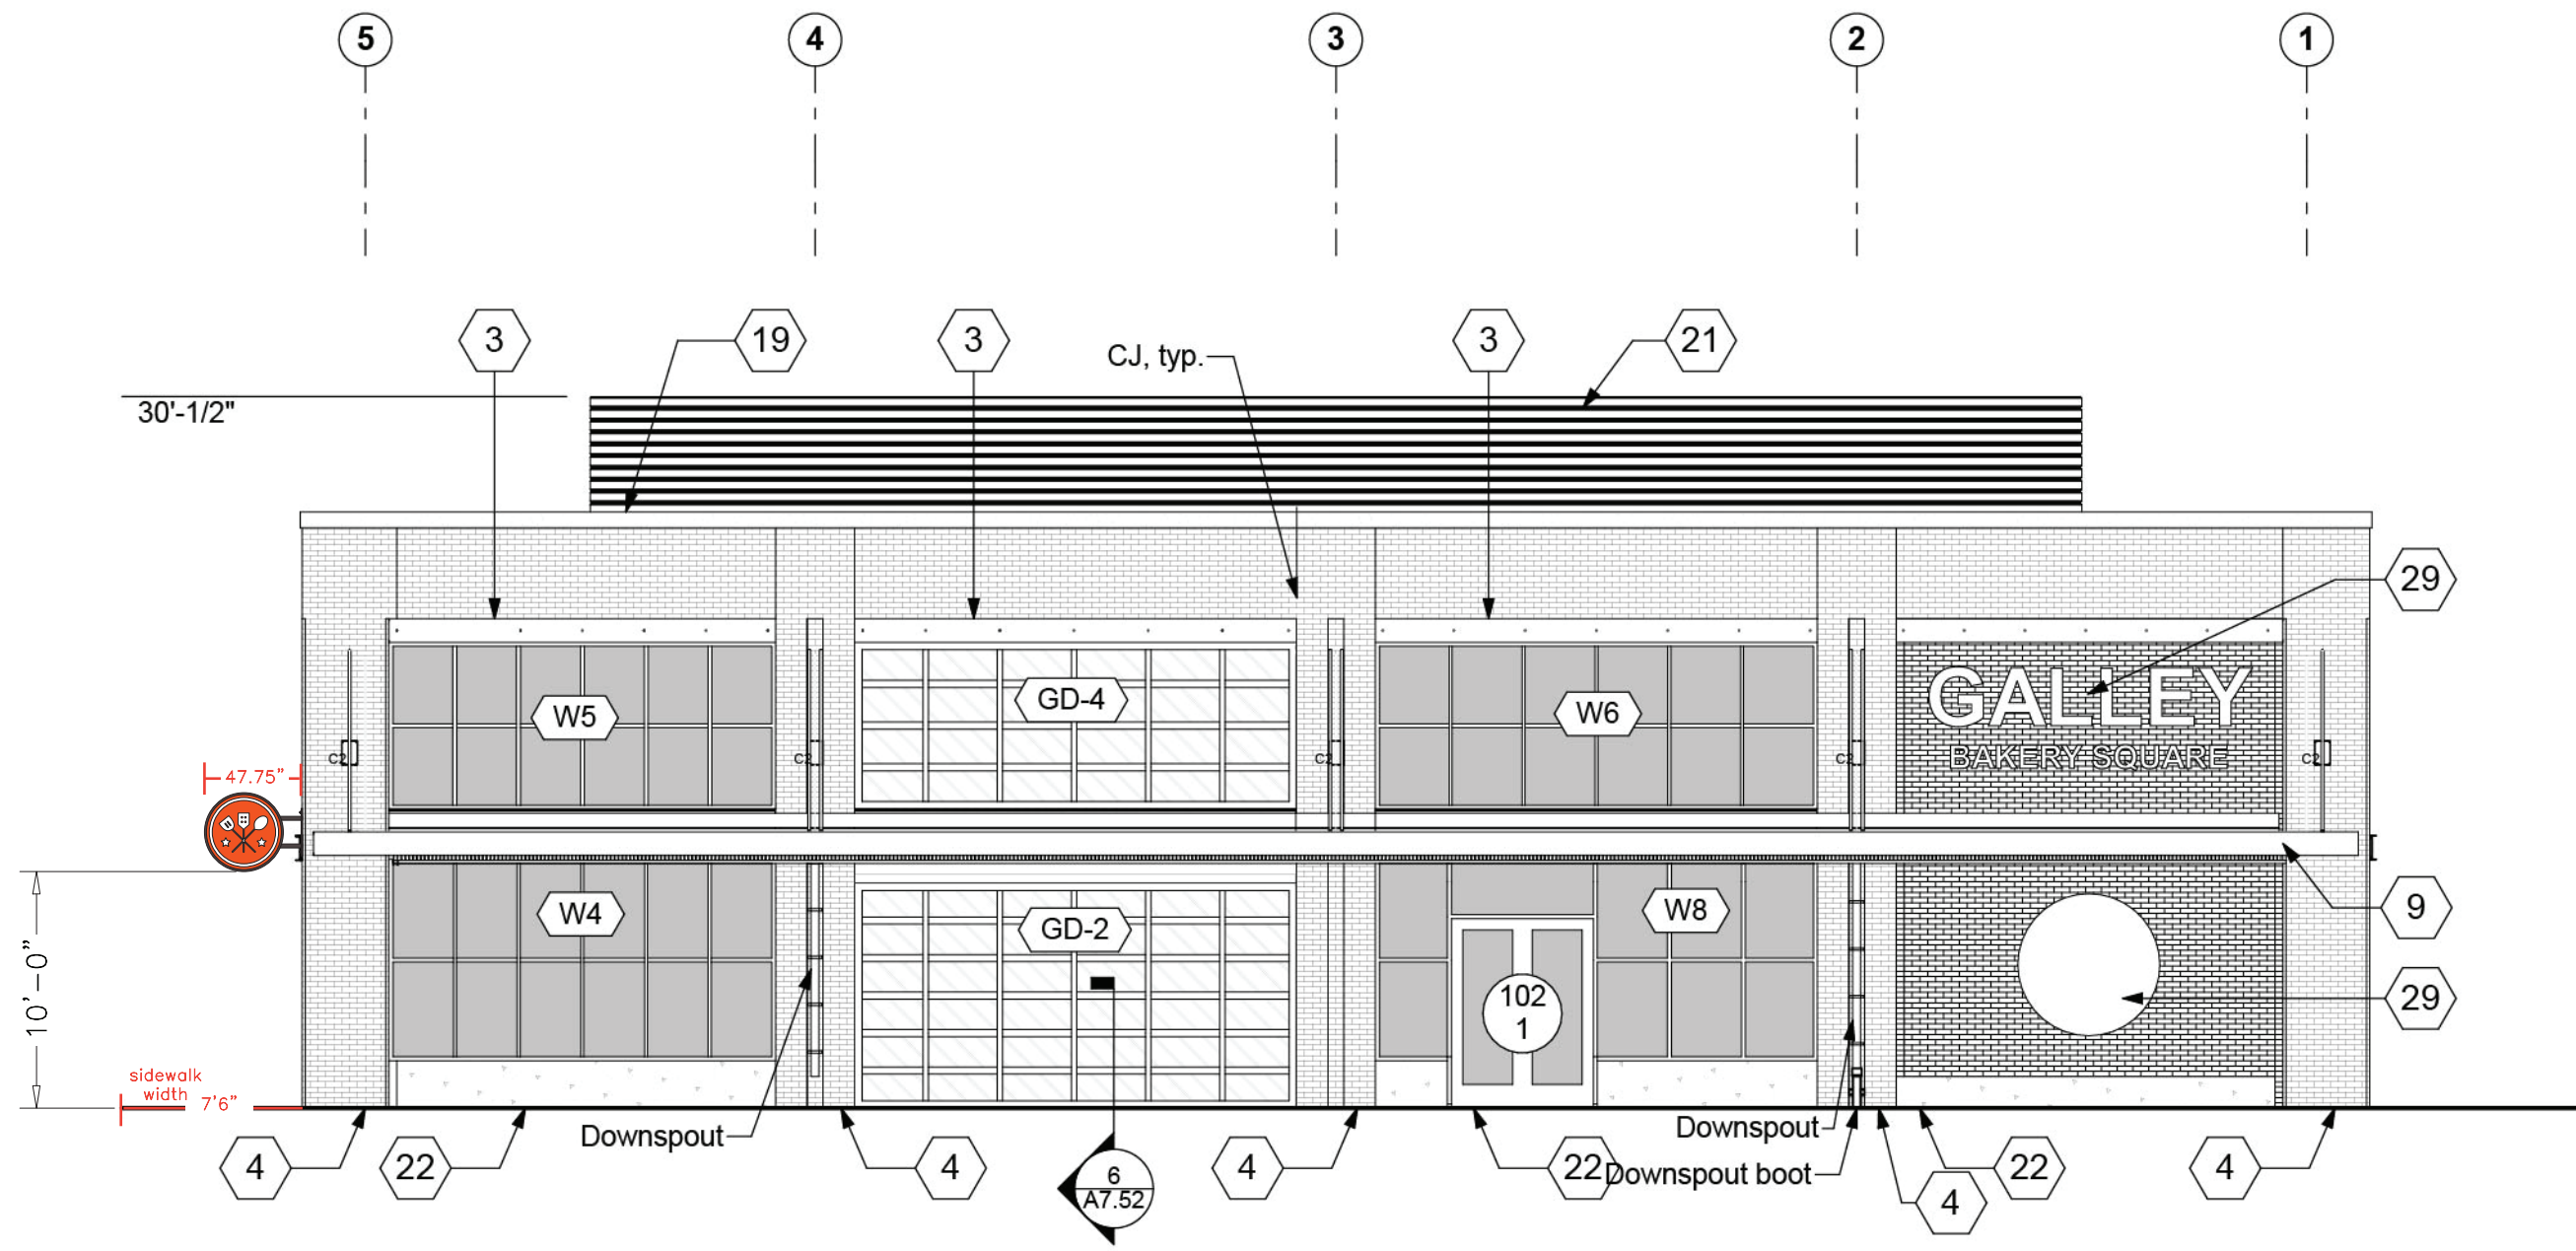 5 4 3 2 1
3 19 3 CJ, typ. 3 21
30'-1/2"
29
W5 GD-4 W6 GALLEY
BAKERY SQUARE
C2 C2 C2 C2 C2
47.75"
W4 GD-2 W8 9
10'-0"
102
1
29
sidewalk
width 7'6"
Downspout Downspout
4 22 4 4 22 Downspout boot 22 4
4
6
A7.52